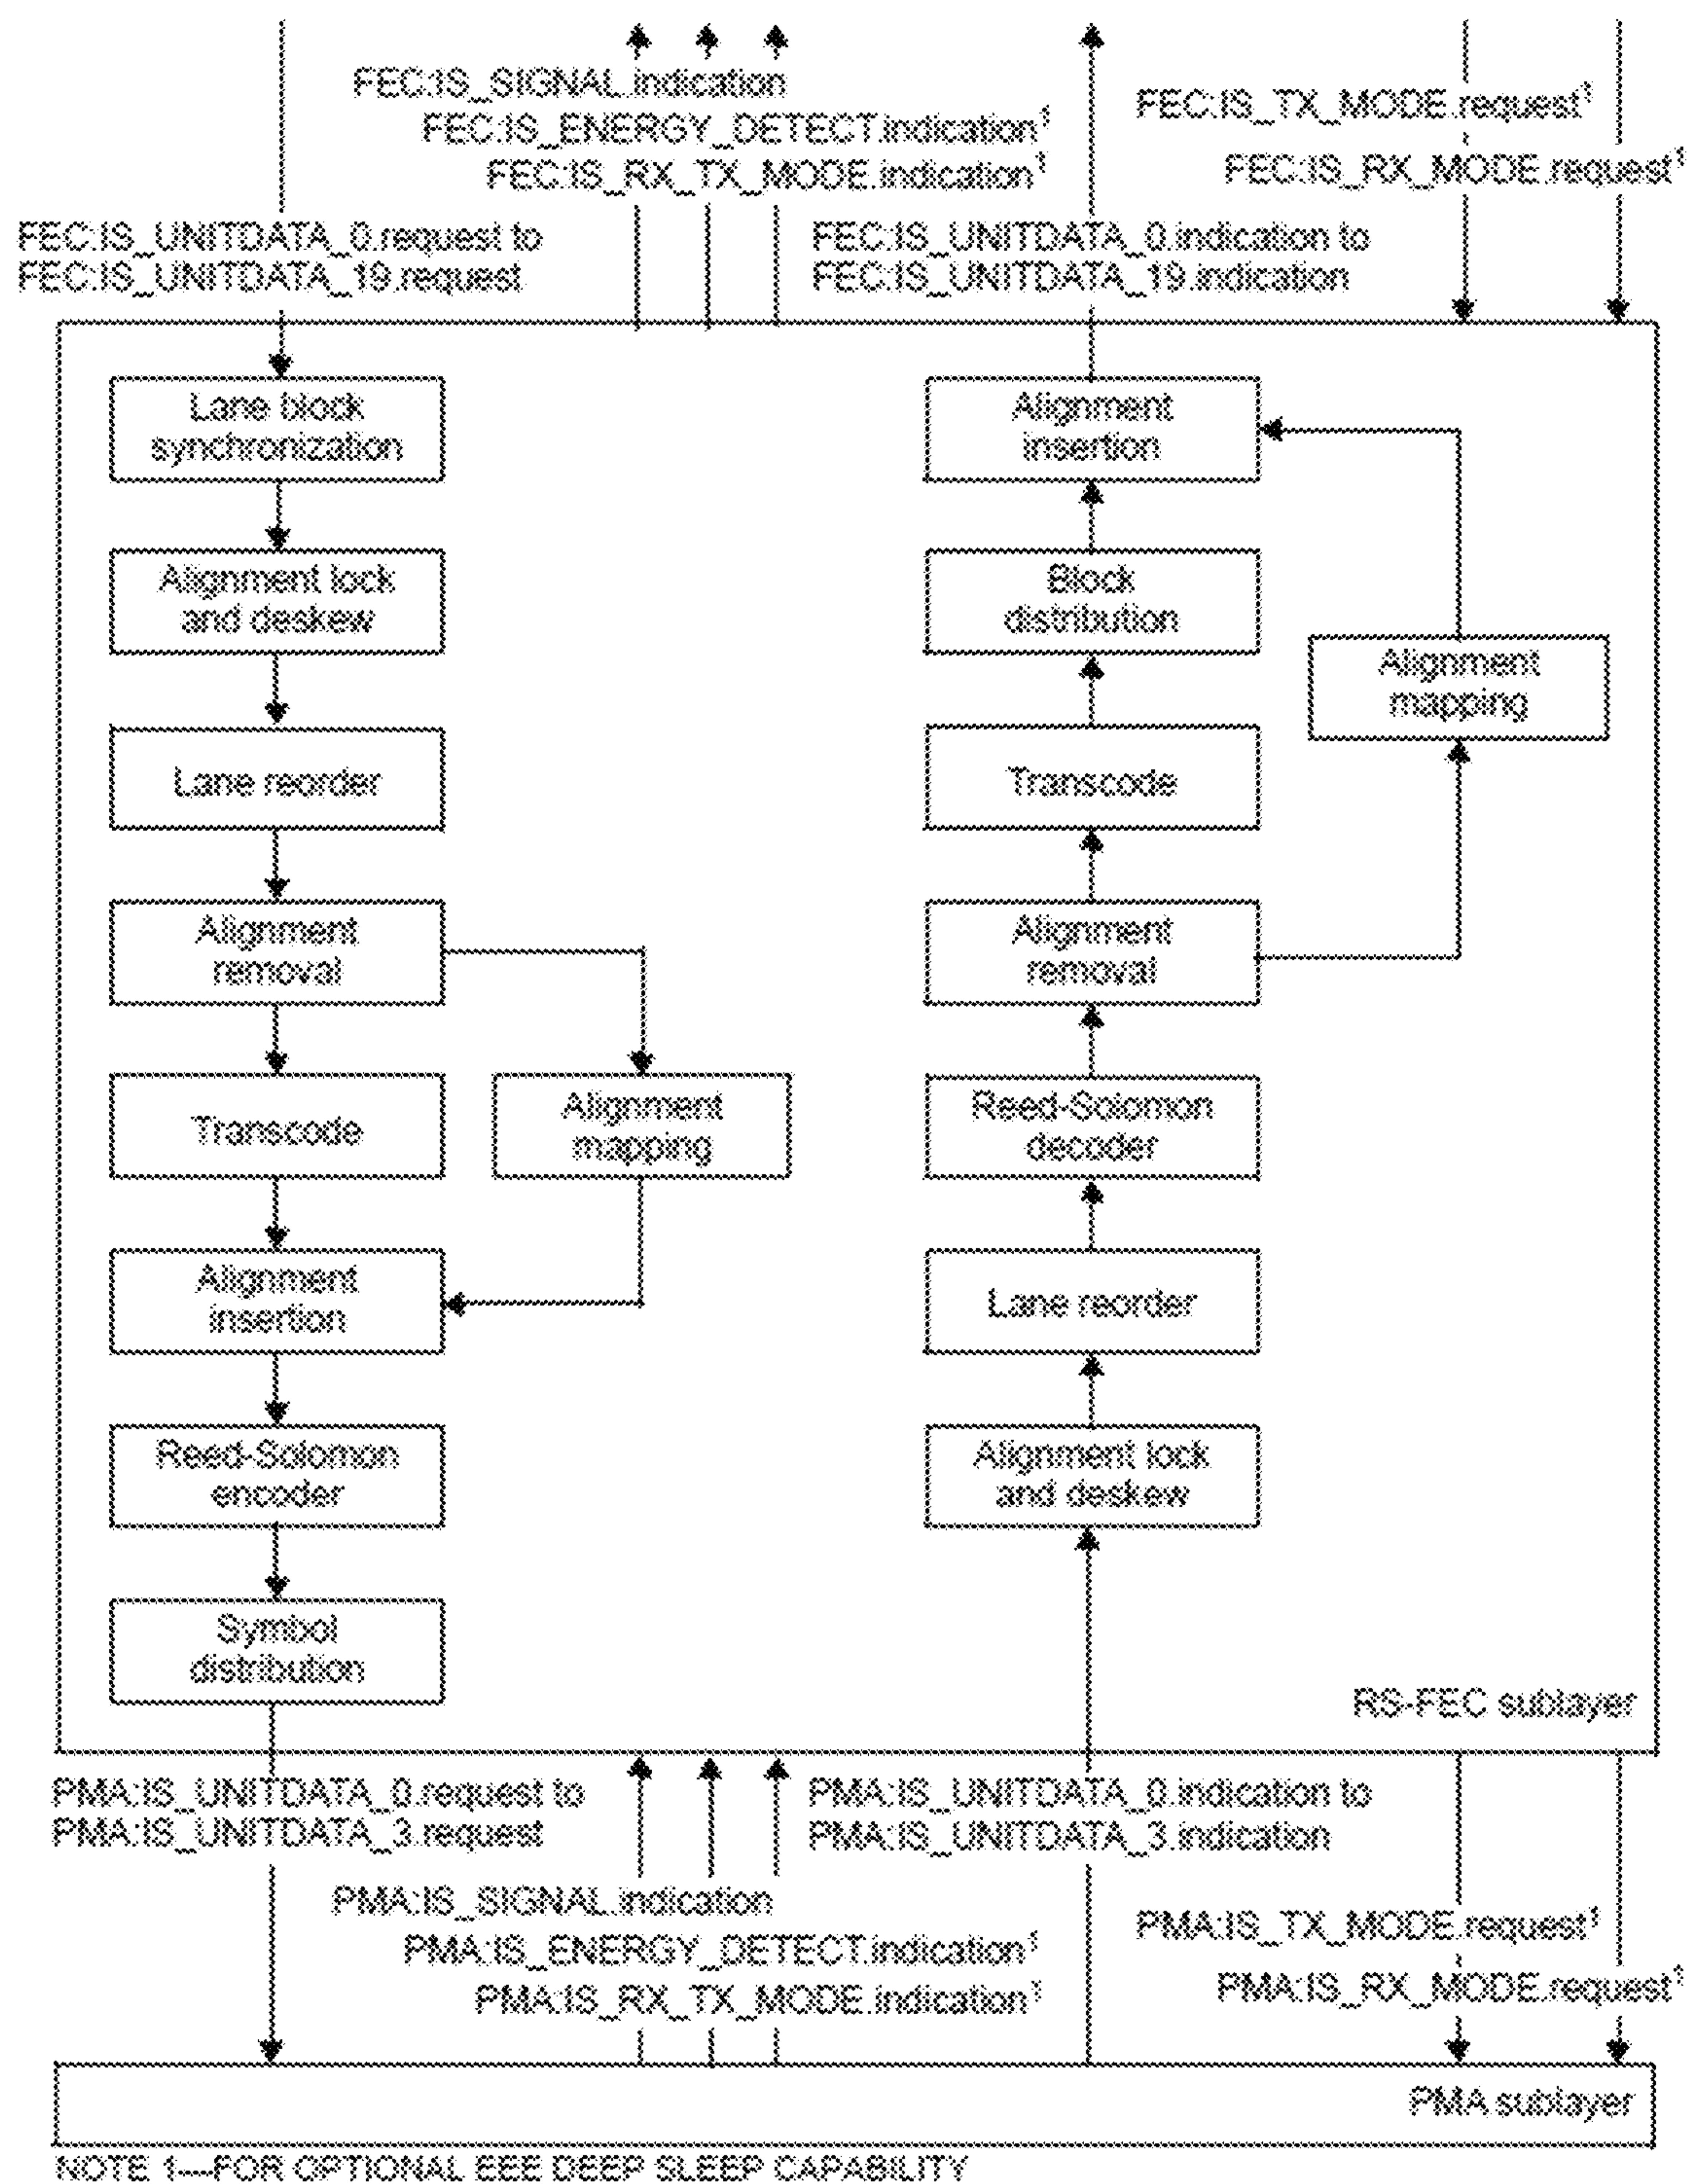 FEC:IS_SIGNAL.indication
FEC:IS_ENERGY_DETECT.indication¹
FEC:IS_RX_TX_MODE.indication¹
FEC:IS_TX_MODE.request¹
FEC:IS_RX_MODE.request¹
FEC:IS_UNITDATA_0.request to
FEC:IS_UNITDATA_19.request
FEC:IS_UNITDATA_0.indication to
FEC:IS_UNITDATA_19.indication
Lane block
synchronization
Alignment lock
and deskew
Lane reorder
Alignment
removal
Transcode
Alignment
mapping
Alignment
insertion
Reed-Solomon
encoder
Symbol
distribution
Alignment
insertion
Block
distribution
Alignment
mapping
Transcode
Alignment
removal
Reed-Solomon
decoder
Lane reorder
Alignment lock
and deskew
RS-FEC sublayer
PMA:IS_UNITDATA_0.request to
PMA:IS_UNITDATA_3.request
PMA:IS_UNITDATA_0.indication to
PMA:IS_UNITDATA_3.indication
PMA:IS_SIGNAL.indication
PMA:IS_ENERGY_DETECT.indication¹
PMA:IS_RX_TX_MODE.indication¹
PMA:IS_TX_MODE.request¹
PMA:IS_RX_MODE.request¹
PMA sublayer
NOTE 1—FOR OPTIONAL EEE DEEP SLEEP CAPABILITY